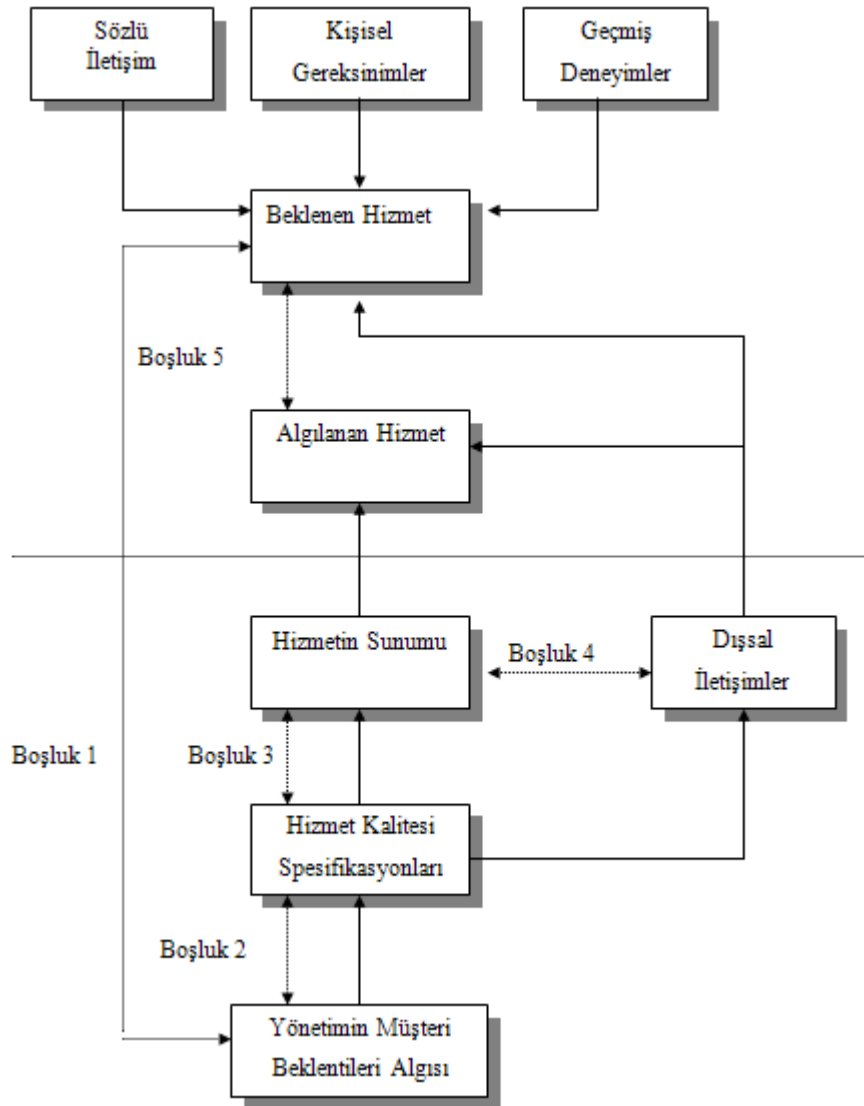 Sözlü
İletişim
Kişisel
Gereksinimler
Geçmiş
Deneyimler
Beklenen Hizmet
Boşluk 5
Algılanan Hizmet
Hizmetin Sunumu
Boşluk 4
Dışsal
İletişimler
Boşluk 1
Boşluk 3
Hizmet Kalitesi
Spesifikasyonları
Boşluk 2
Yönetimin Müşteri
Beklentileri Algısı